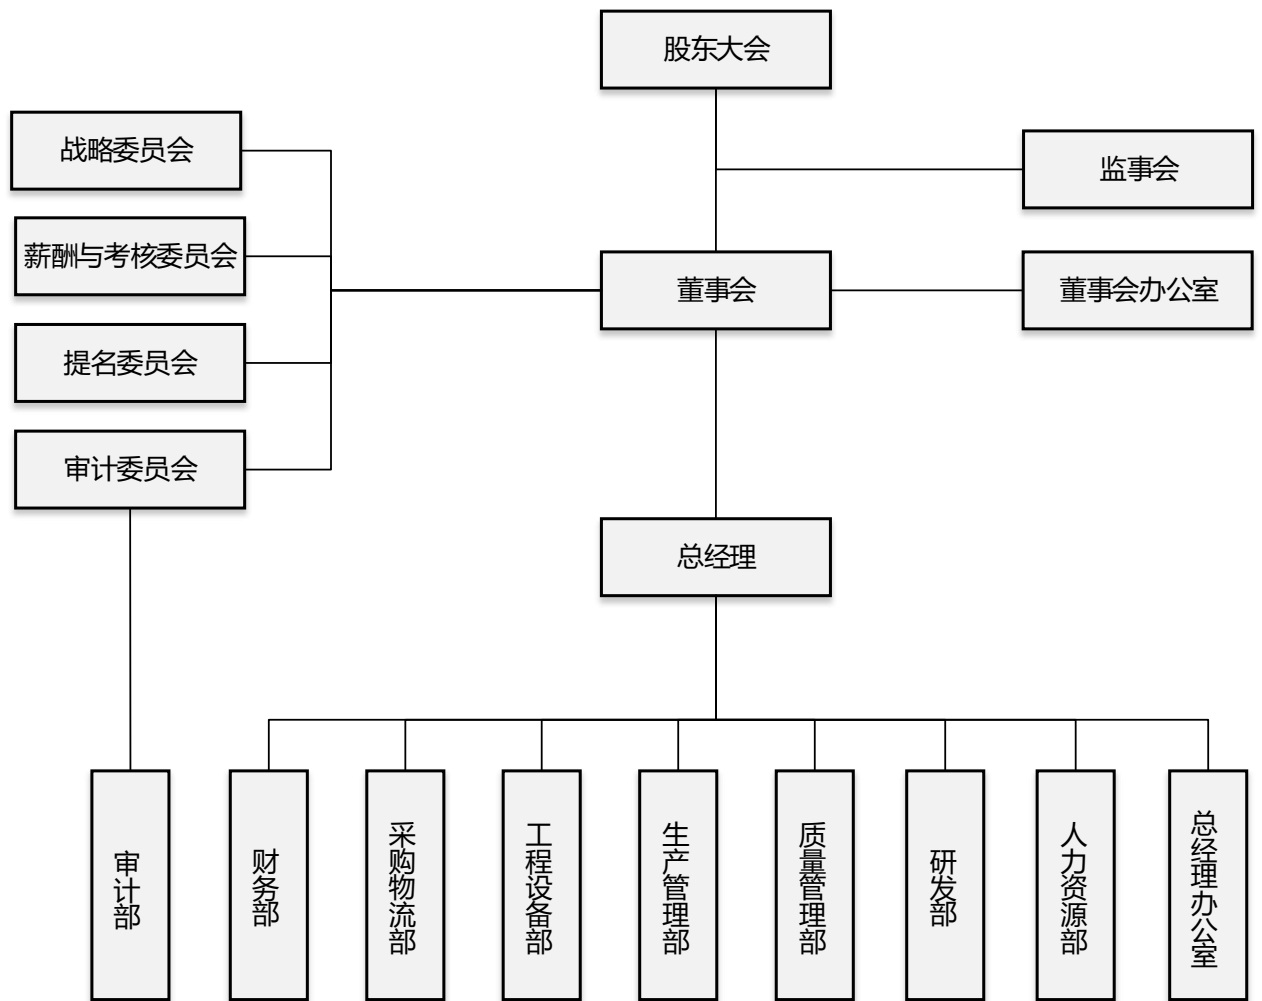 股东大会
战略委员会
监事会
薪酬与考核委员会
董事会
董事会办公室
提名委员会
审计委员会
总经理
审计部
财务部
采购物流部
工程设备部
生产管理部
质量管理部
研发部
人力资源部
总经理办公室